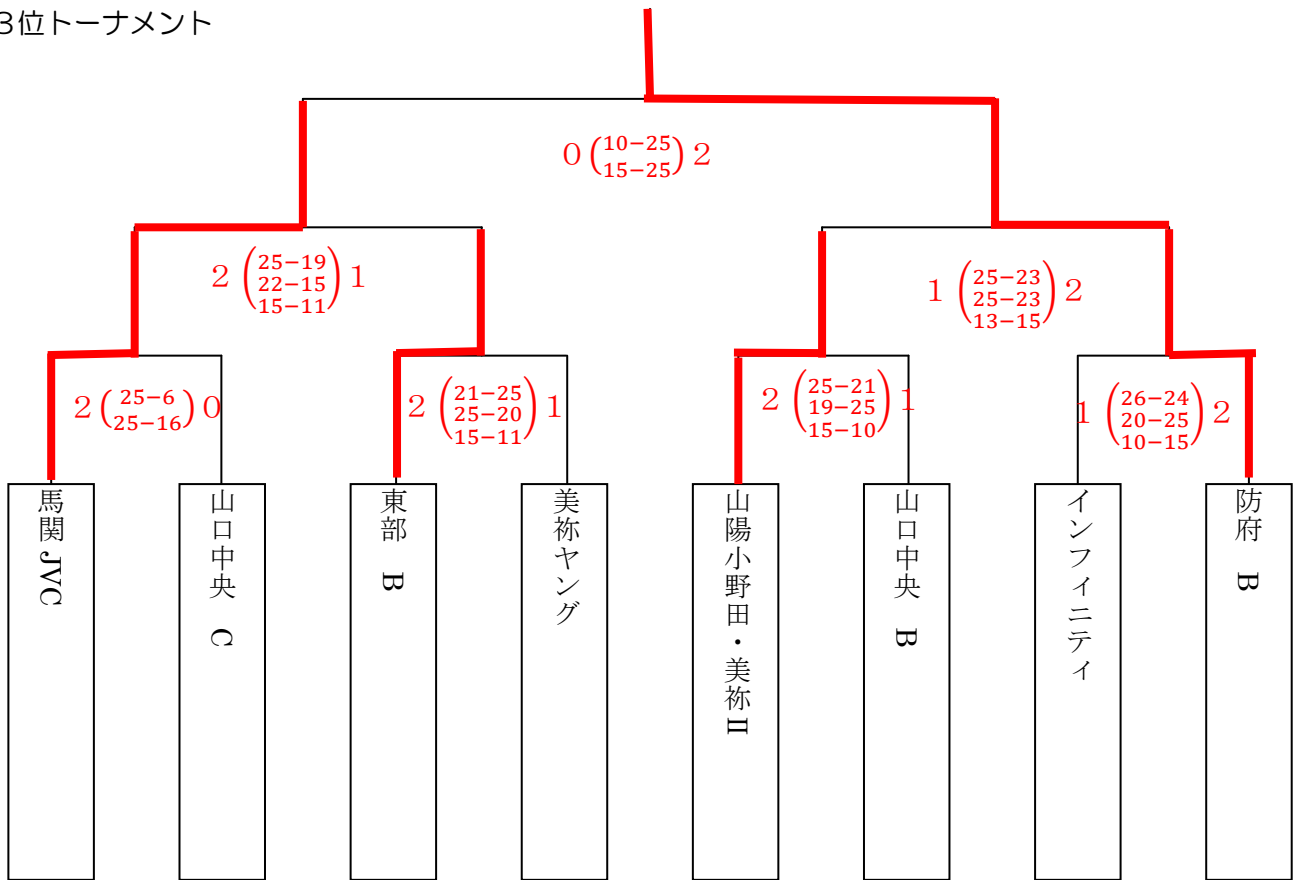 3位トーナメント
0 (10−25 15−25) 2
2 (25−19 22−15 15−11) 1
1 (25−23 25−23 13−15) 2
2 (25−6 25−16) 0
2 (21−25 25−20 15−11) 1
2 (25−21 19−25 15−10) 1
1 (26−24 20−25 10−15) 2
馬関 JVC
山口中央 C
東部 B
美祢ヤング
山陽小野田・美祢Ⅱ
山口中央 B
インフィニティ
防府 B